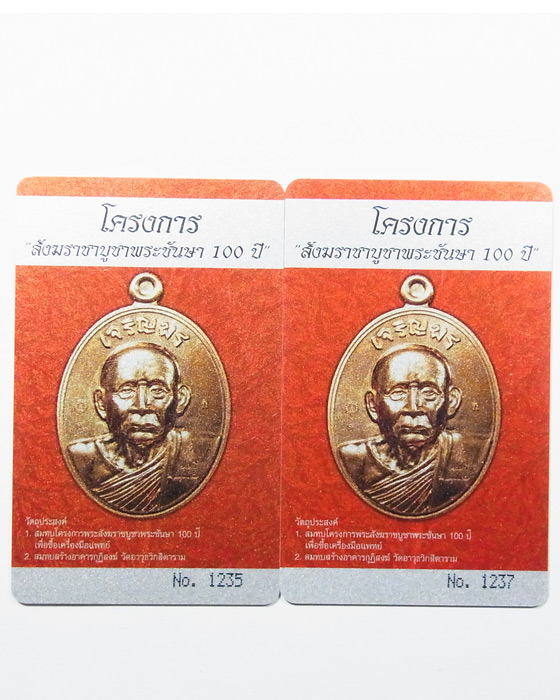 โครงการ
"สังฆราชาบูชาพระชันษา 100 ปี"
เจริญพร
วัตถุประสงค์
1. สมทบโครงการพระสังฆราชบูชาพระชันษา 100 ปี
เพื่อซื้อเครื่องมือแพทย์
2. สมทบสร้างอาคารกุฏิสงฆ์ วัดอาวุธวิกสิตาราม
No. 1235
โครงการ
"สังฆราชาบูชาพระชันษา 100 ปี"
เจริญพร
วัตถุประสงค์
1. สมทบโครงการพระสังฆราชบูชาพระชันษา 100 ปี
เพื่อซื้อเครื่องมือแพทย์
2. สมทบสร้างอาคารกุฏิสงฆ์ วัดอาวุธวิกสิตาราม
No. 1237